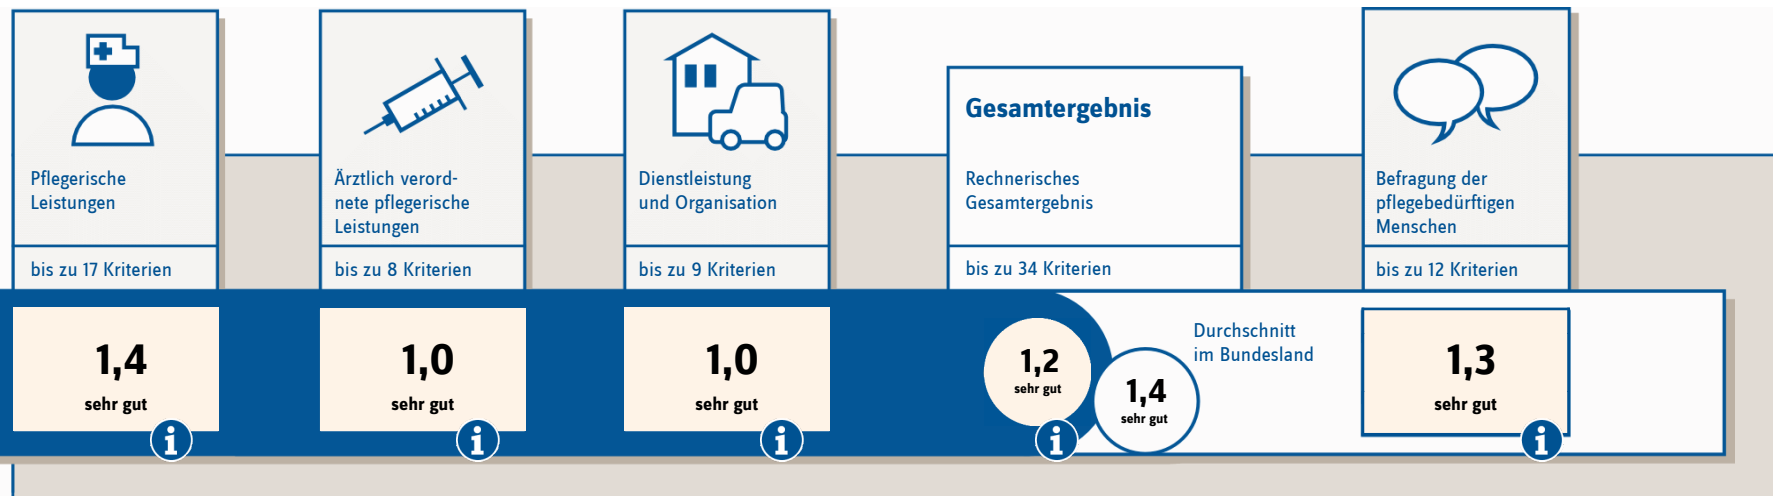 Pflegerische
Leistungen
bis zu 17 Kriterien
1,4
sehr gut
i
Ärztlich verord-
nete pflegerische
Leistungen
bis zu 8 Kriterien
1,0
sehr gut
i
Dienstleistung
und Organisation
bis zu 9 Kriterien
1,0
sehr gut
i
Gesamtergebnis
Rechnerisches
Gesamtergebnis
bis zu 34 Kriterien
1,2
sehr gut
i
1,4
sehr gut
Durchschnitt
im Bundesland
Befragung der
pflegebedürftigen
Menschen
bis zu 12 Kriterien
1,3
sehr gut
i